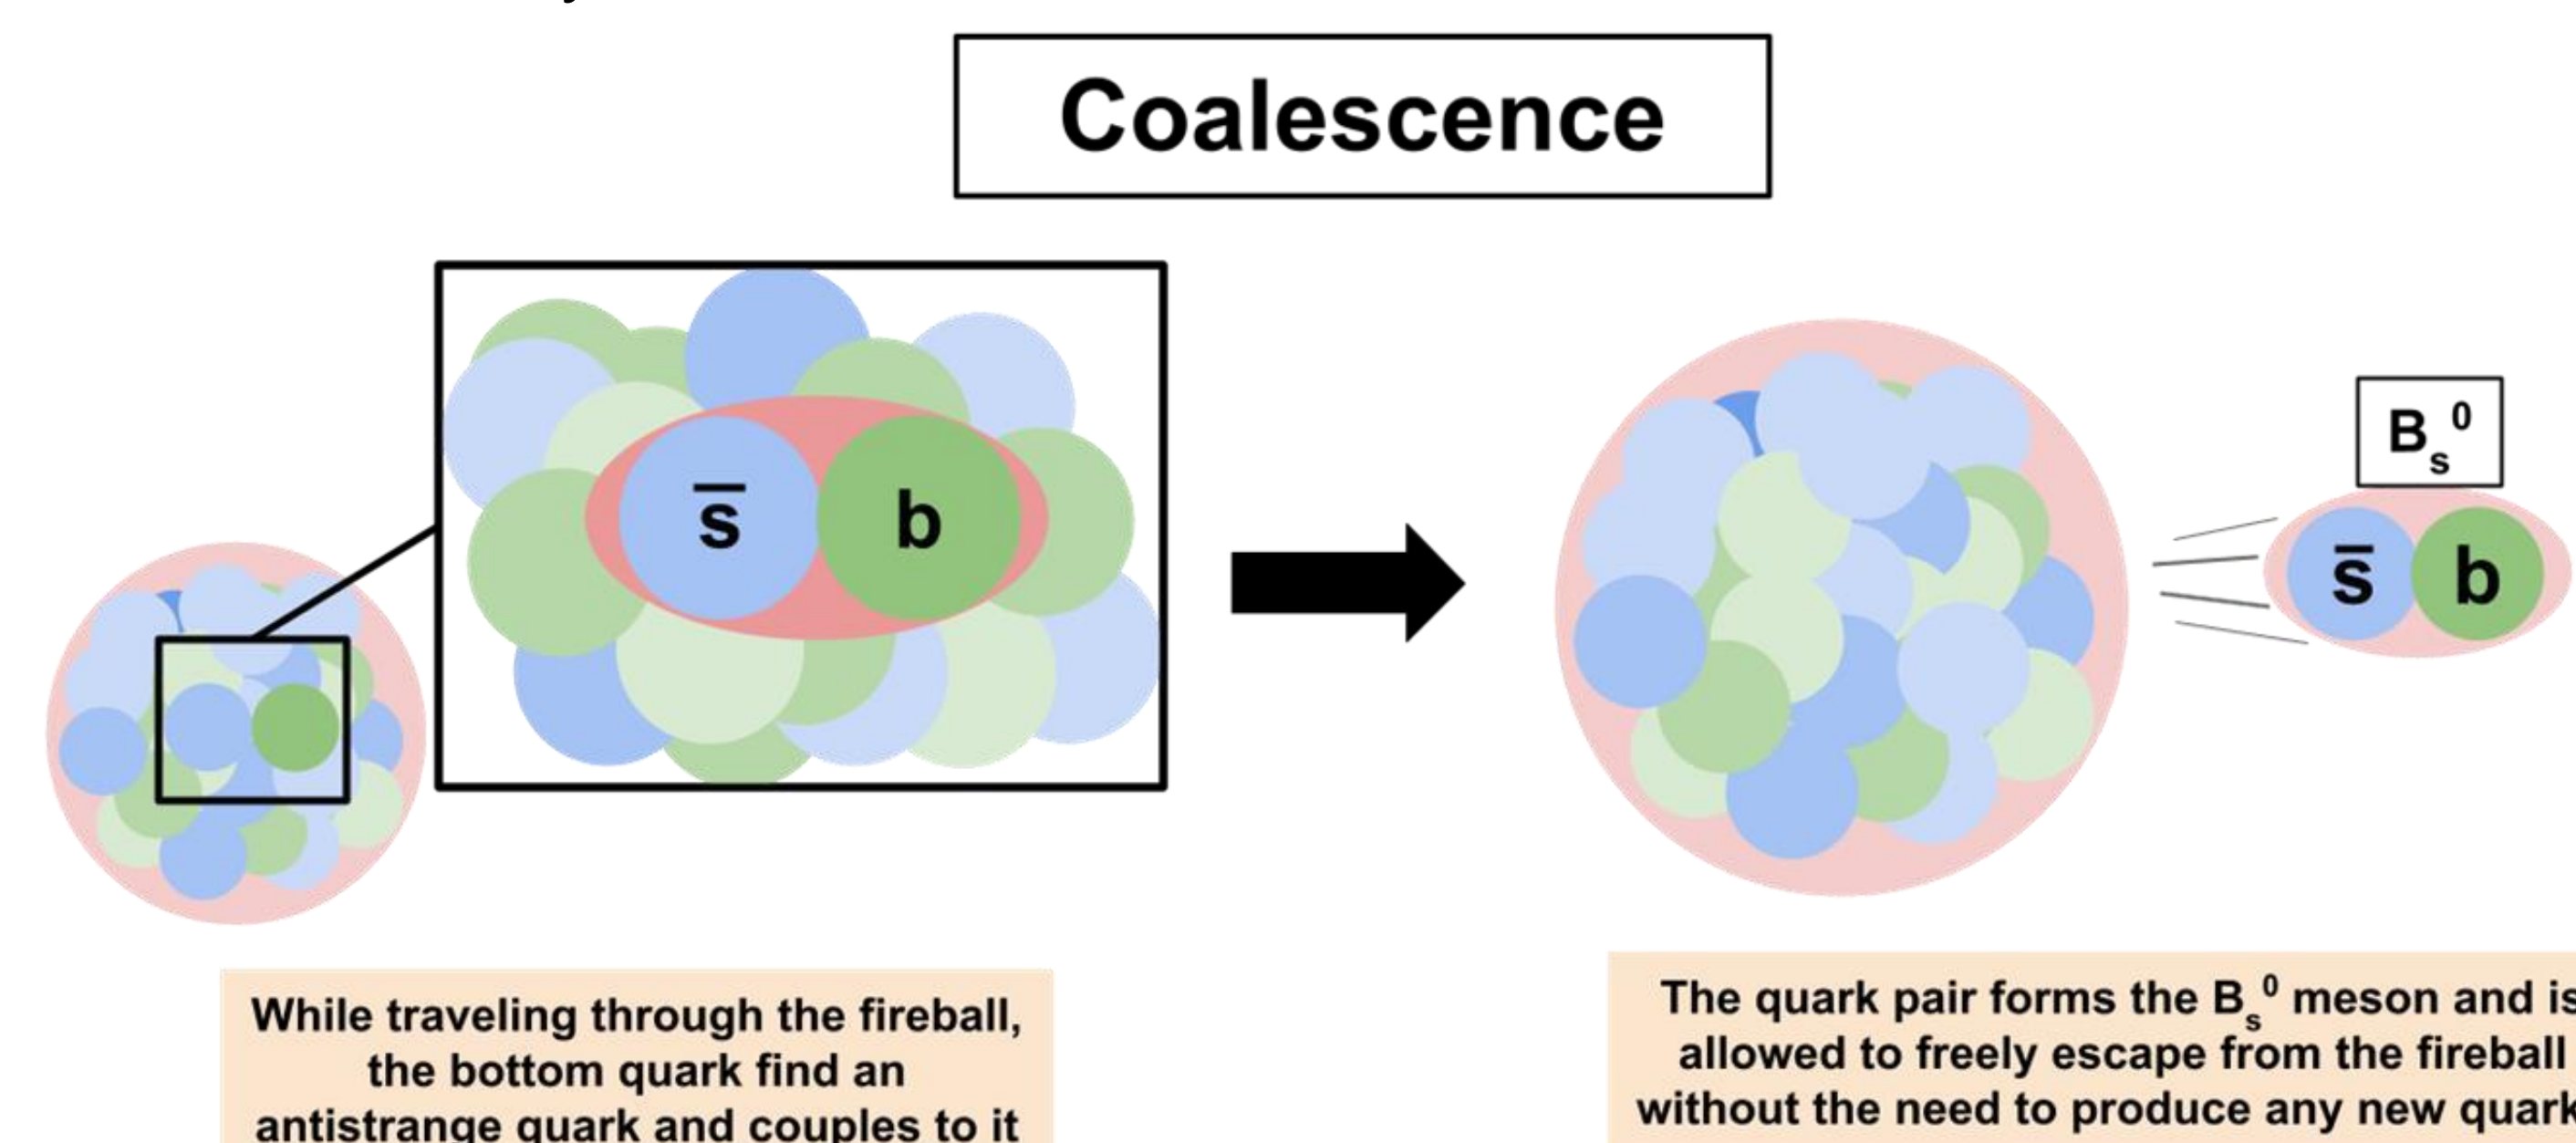 Coalescence
s̅ b
B_s^0
s̅ b
While traveling through the fireball,
the bottom quark find an
antistrange quark and couples to it
The quark pair forms the B_s^0 meson and is
allowed to freely escape from the fireball
without the need to produce any new quark